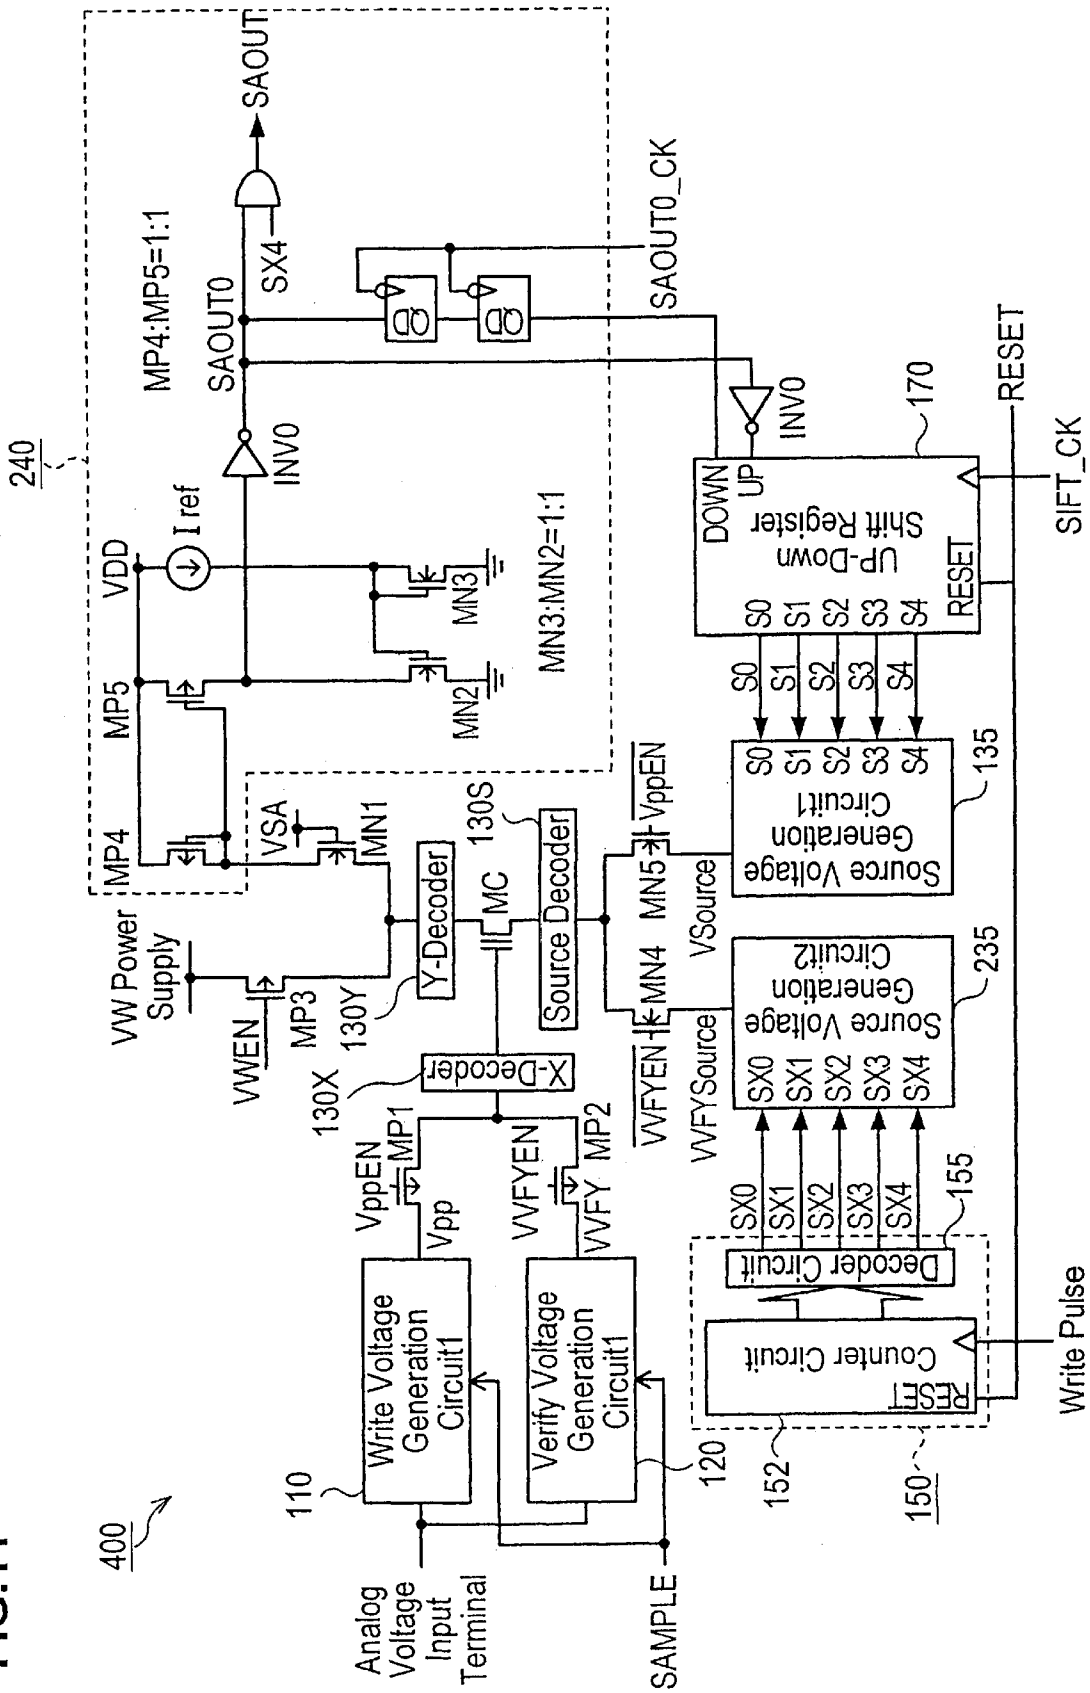 400
Analog
Voltage
Input
Terminal
SAMPLE
110
Write Voltage
Generation
Circuit1
Verify Voltage
Generation
Circuit1
120
Vpp
VppEN
MP1
VVFY
VVFYEN
MP2
130X
X-Decoder
VW Power
Supply
VWEN
MP3
130Y
Y-Decoder
MC
130S
Source Decoder
VSA
MN1
240
MP4
MP5
VDD
I ref
MN2
MN3
MN3:MN2=1:1
MP4:MP5=1:1
INV0
SAOUT0
SX4
SAOUT
D Q
D Q
SAOUT0_CK
INV0
VVFYEN
MN4
VVFYSource
VppEN
MN5
VSource
150
152
Counter Circuit
RESET
Write Pulse
155
Decoder Circuit
SX0
SX1
SX2
SX3
SX4
SX0
SX1
SX2
SX3
SX4
Source Voltage
Generation
Circuit2
235
Source Voltage
Generation
Circuit1
135
S0
S1
S2
S3
S4
S0
S1
S2
S3
S4
S0
S1
S2
S3
S4
UP-Down
Shift Register
DOWN
UP
RESET
170
SIFT_CK
RESET